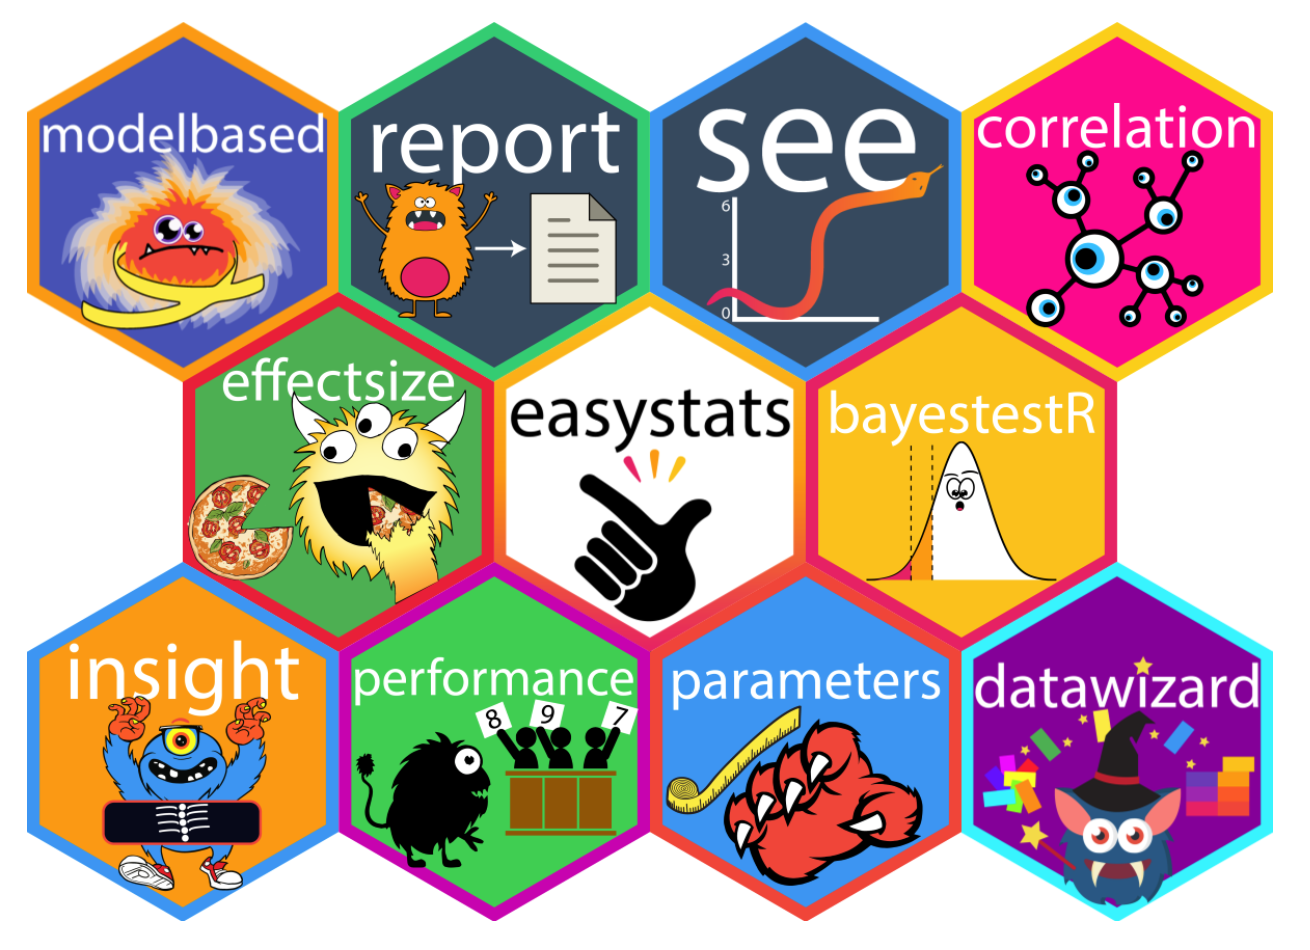 modelbased
report
see
6
3
0
correlation
effectsize
easystats
bayestestR
insight
performance
8 9 7
parameters
datawizard